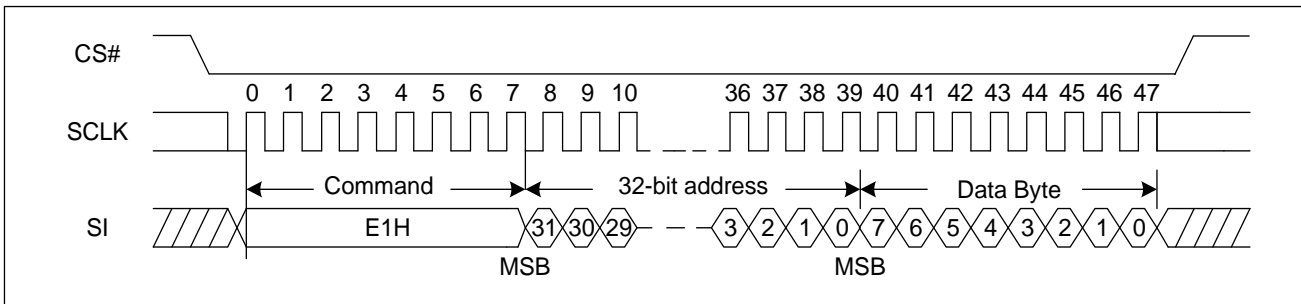 CS#
0 1 2 3 4 5 6 7 8 9 10 36 37 38 39 40 41 42 43 44 45 46 47
SCLK
Command 32-bit address Data Byte
SI E1H 31 30 29 3 2 1 0 7 6 5 4 3 2 1 0
MSB MSB